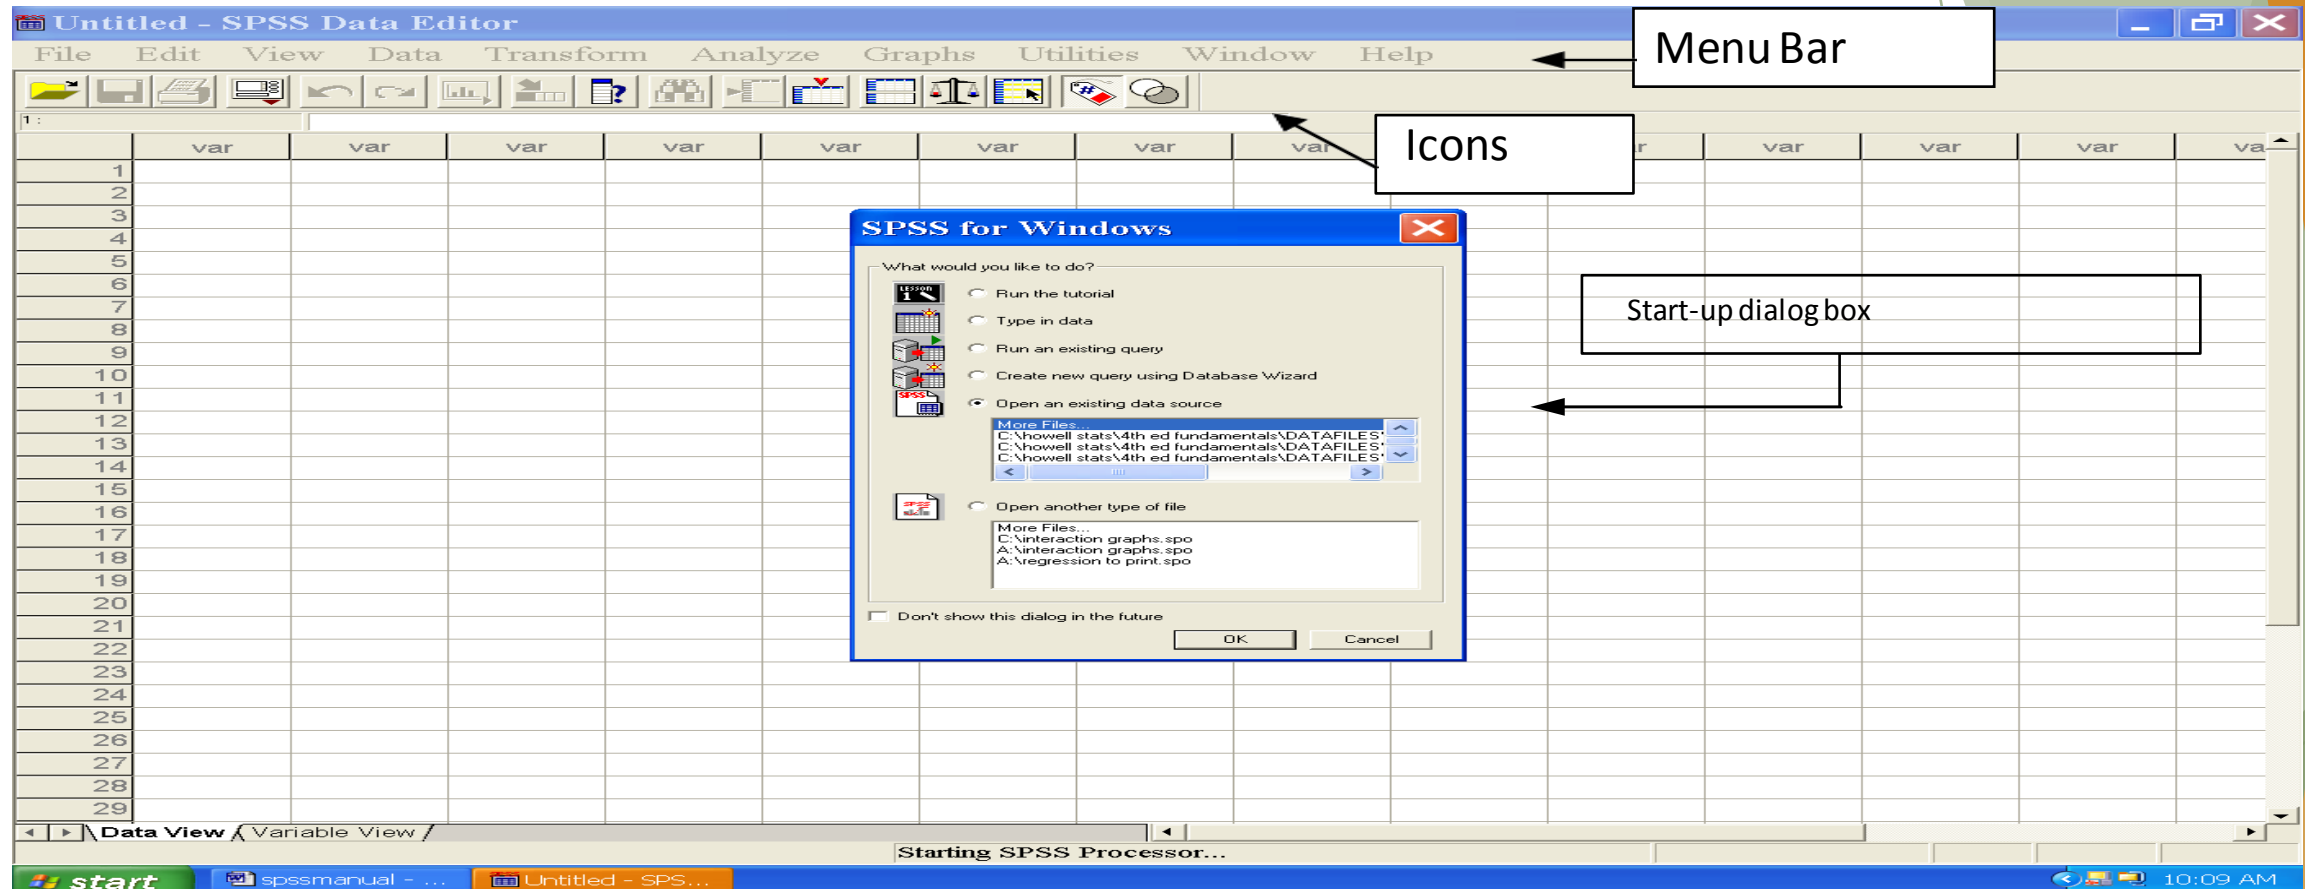 Untitled - SPSS Data Editor
Menu Bar
File Edit View Data Transform Analyze Graphs Utilities Window Help
1 :
Icons
var var var var var var var var var var var
1
2
3
4
5
6
7
8
9
10
11
12
13
14
15
16
17
18
19
20
21
22
23
24
25
26
27
28
29
SPSS for Windows
What would you like to do?
LESSON 1
Run the tutorial
Type in data
Run an existing query
Create new query using Database Wizard
SPSS
Open an existing data source
More Files...
C:\howell stats\4th ed fundamentals\DATAFILES
C:\howell stats\4th ed fundamentals\DATAFILES
C:\howell stats\4th ed fundamentals\DATAFILES
Open another type of file
More Files...
C:\interaction graphs.spo
A:\interaction graphs.spo
A:\regression to print.spo
Don't show this dialog in the future
OK Cancel
Start-up dialog box
Data View Variable View
Starting SPSS Processor...
start spssmanual - ... Untitled - SPS... 10:09 AM